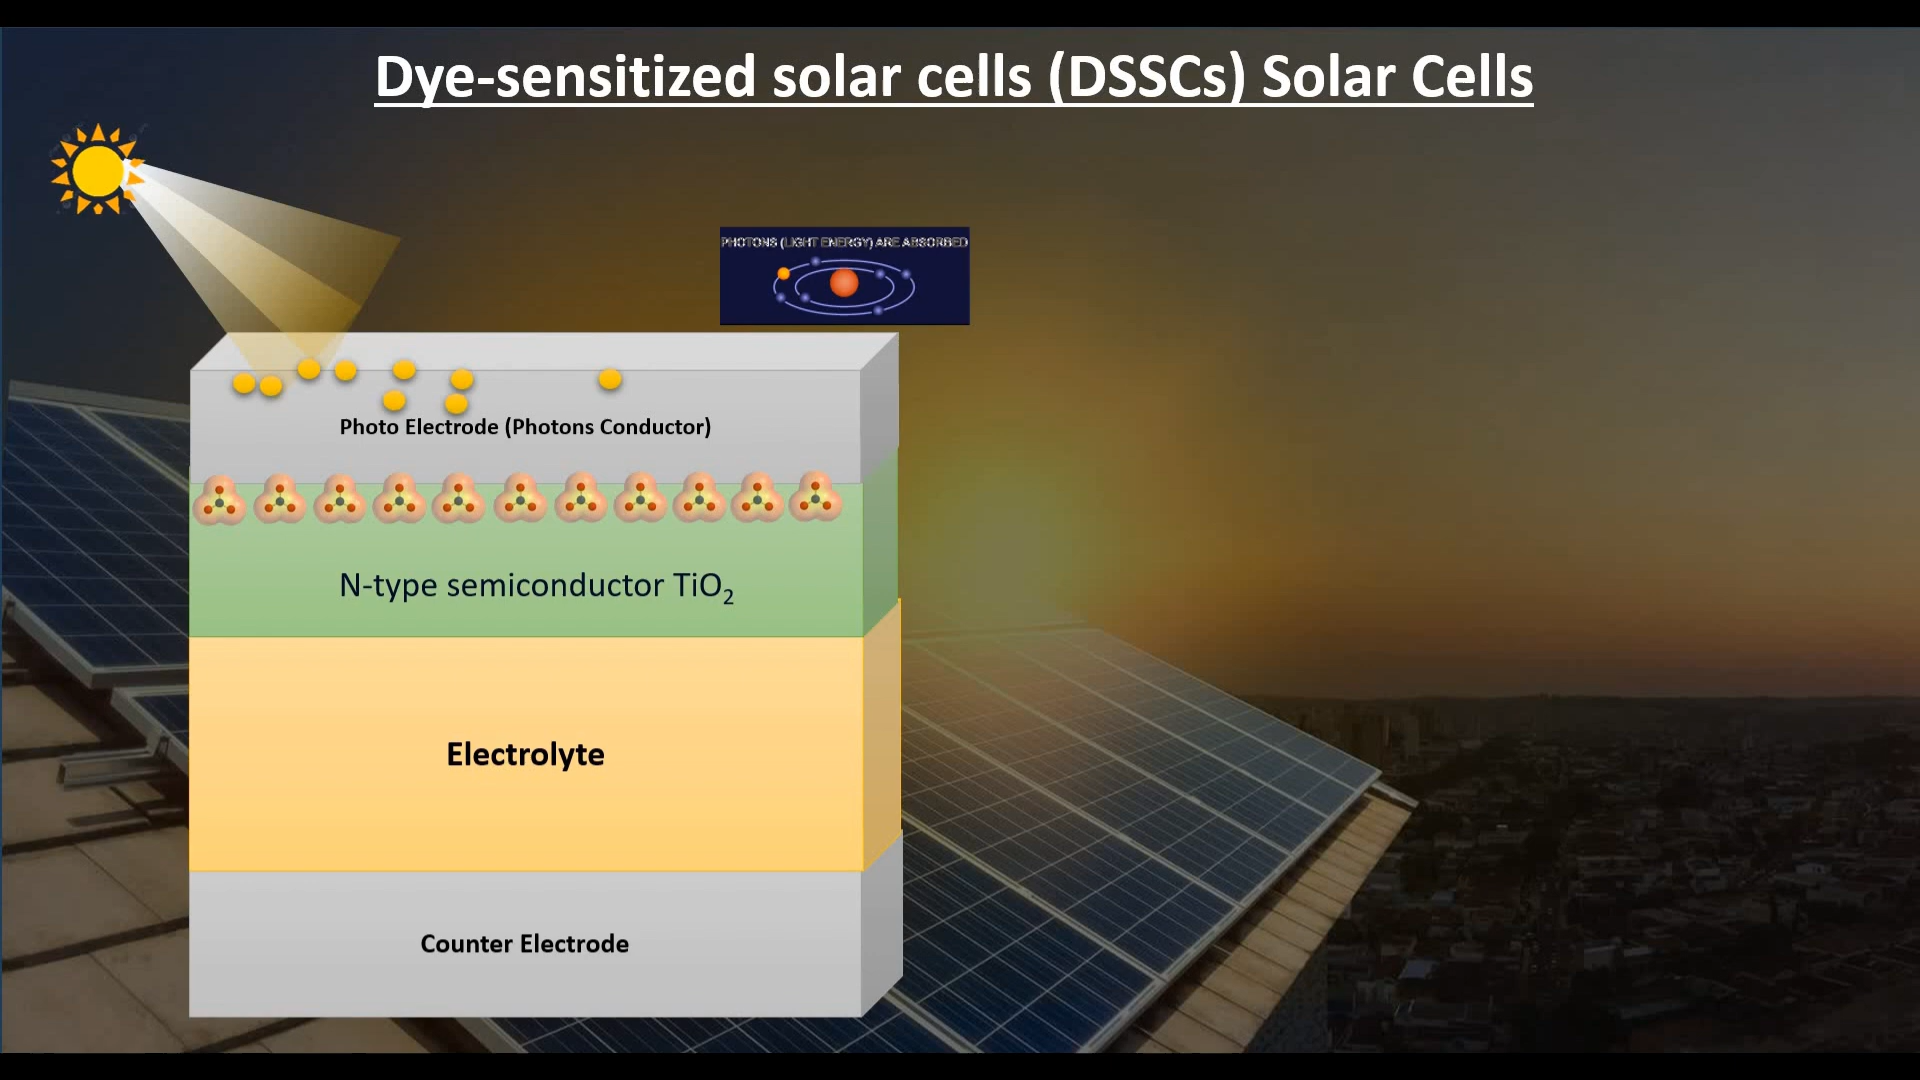 Dye-sensitized solar cells (DSSCs) Solar Cells
PHOTONS (LIGHT ENERGY) ARE ABSORBED
Photo Electrode (Photons Conductor)
N-type semiconductor TiO₂
Electrolyte
Counter Electrode